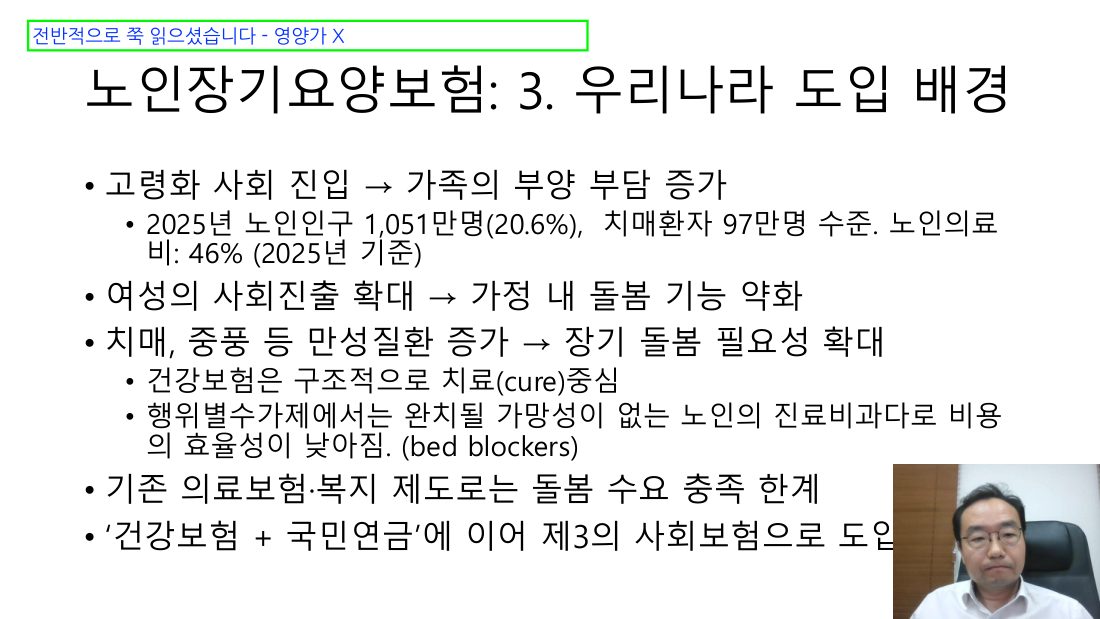 전반적으로 쭉 읽으셨습니다 - 영양가 X
노인장기요양보험: 3. 우리나라 도입 배경
• 고령화 사회 진입 → 가족의 부양 부담 증가
• 2025년 노인인구 1,051만명(20.6%), 치매환자 97만명 수준. 노인의료
비: 46% (2025년 기준)
• 여성의 사회진출 확대 → 가정 내 돌봄 기능 약화
• 치매, 중풍 등 만성질환 증가 → 장기 돌봄 필요성 확대
• 건강보험은 구조적으로 치료(cure)중심
• 행위별수가제에서는 완치될 가망성이 없는 노인의 진료비과다로 비용
의 효율성이 낮아짐. (bed blockers)
• 기존 의료보험·복지 제도로는 돌봄 수요 충족 한계
• ‘건강보험 + 국민연금’에 이어 제3의 사회보험으로 도입